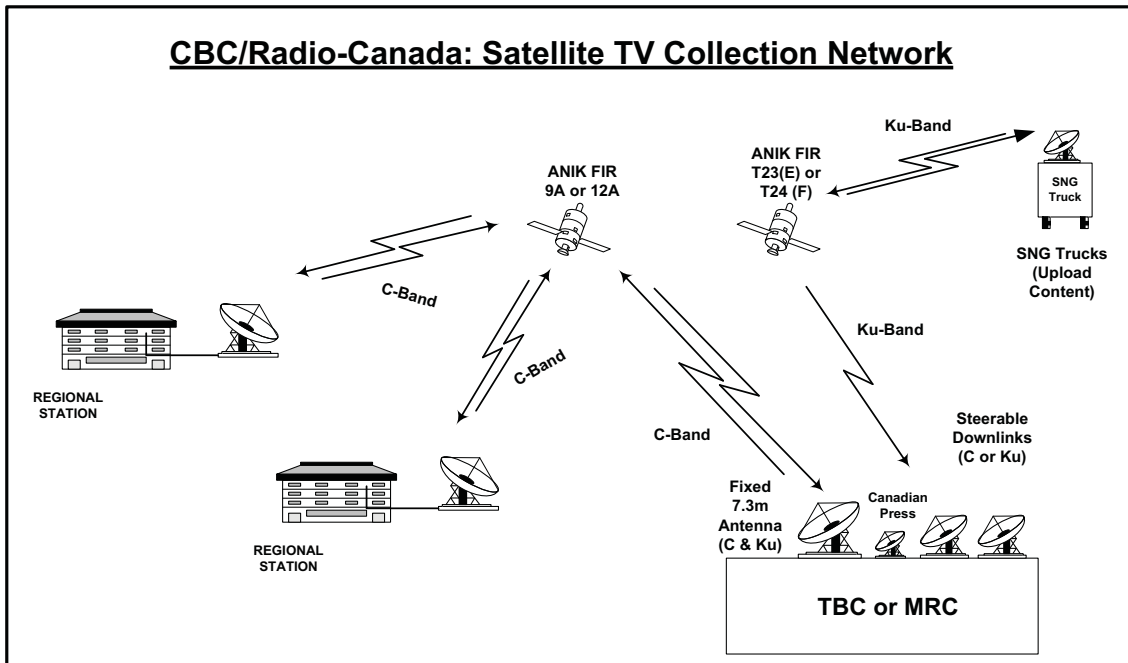 CBC/Radio-Canada: Satellite TV Collection Network
Ku-Band
ANIK FIR
9A or 12A
ANIK FIR
T23(E) or
T24 (F)
SNG
Truck
SNG Trucks
(Upload
Content)
C-Band
C-Band
C-Band
Ku-Band
REGIONAL
STATION
REGIONAL
STATION
Steerable
Downlinks
(C or Ku)
Fixed
7.3m
Antenna
(C & Ku)
Canadian
Press
TBC or MRC